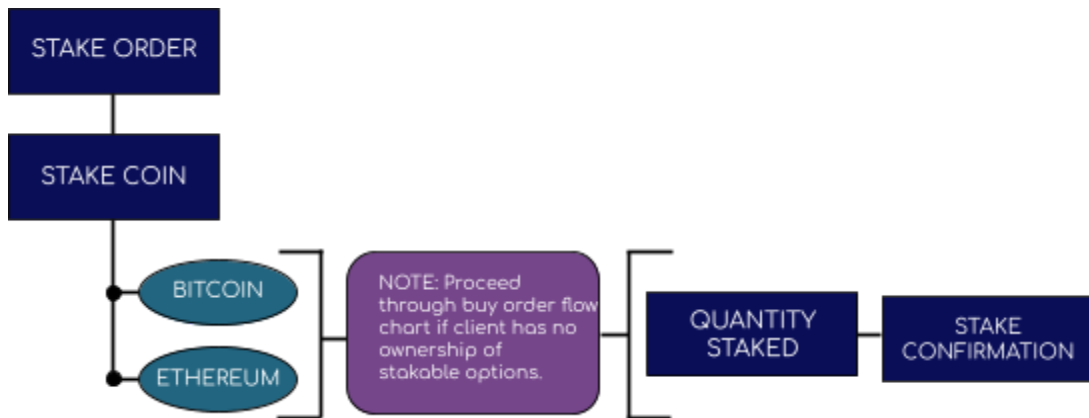 STAKE ORDER
STAKE COIN
BITCOIN
ETHEREUM
NOTE: Proceed
through buy order flow
chart if client has no
ownership of
stakable options.
QUANTITY
STAKED
STAKE
CONFIRMATION